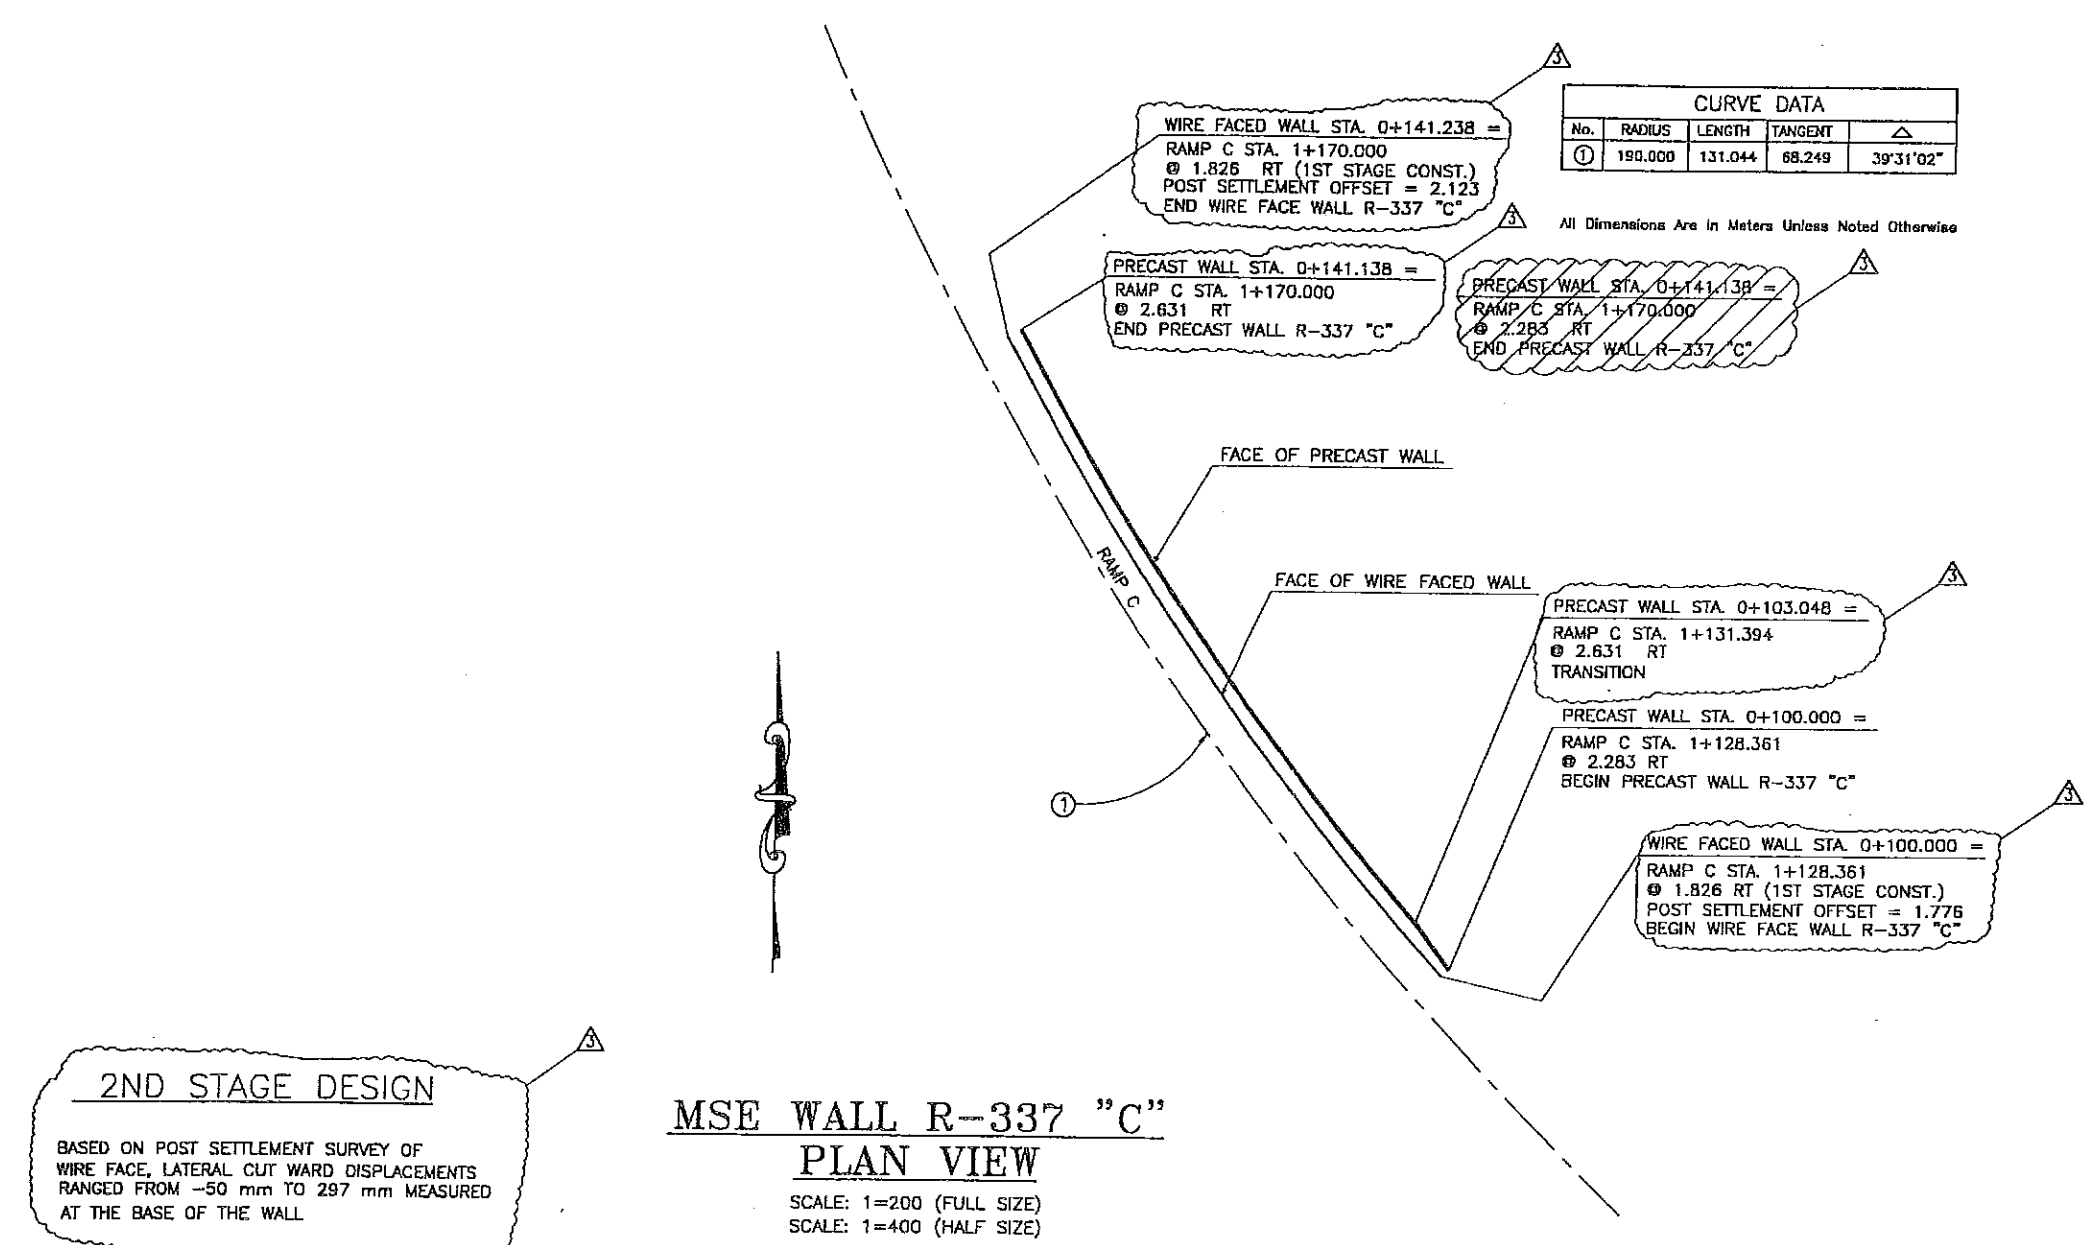 3
WIRE FACED WALL STA. 0+141.238 =
RAMP C STA. 1+170.000
@ 1.826 RT (1ST STAGE CONST.)
POST SETTLEMENT OFFSET = 2.123
END WIRE FACE WALL R-337 "C"
CURVE DATA
No. RADIUS LENGTH TANGENT △
1 190.000 131.044 68.249 39°31'02"
All Dimensions Are In Meters Unless Noted Otherwise
3
PRECAST WALL STA. 0+141.138 =
RAMP C STA. 1+170.000
@ 2.631 RT
END PRECAST WALL R-337 "C"
3
PRECAST WALL STA. 0+141.138 =
RAMP C STA. 1+170.000
@ 2.283 RT
END PRECAST WALL R-337 "C"
FACE OF PRECAST WALL
RAMP C
FACE OF WIRE FACED WALL
3
PRECAST WALL STA. 0+103.048 =
RAMP C STA. 1+131.394
@ 2.631 RT
TRANSITION
PRECAST WALL STA. 0+100.000 =
RAMP C STA. 1+128.361
@ 2.283 RT
BEGIN PRECAST WALL R-337 "C"
1
3
WIRE FACED WALL STA. 0+100.000 =
RAMP C STA. 1+128.361
@ 1.826 RT (1ST STAGE CONST.)
POST SETTLEMENT OFFSET = 1.776
BEGIN WIRE FACE WALL R-337 "C"
3
2ND STAGE DESIGN
BASED ON POST SETTLEMENT SURVEY OF
WIRE FACE, LATERAL CUT WARD DISPLACEMENTS
RANGED FROM -50 mm TO 297 mm MEASURED
AT THE BASE OF THE WALL
MSE WALL R-337 "C"
PLAN VIEW
SCALE: 1=200 (FULL SIZE)
SCALE: 1=400 (HALF SIZE)